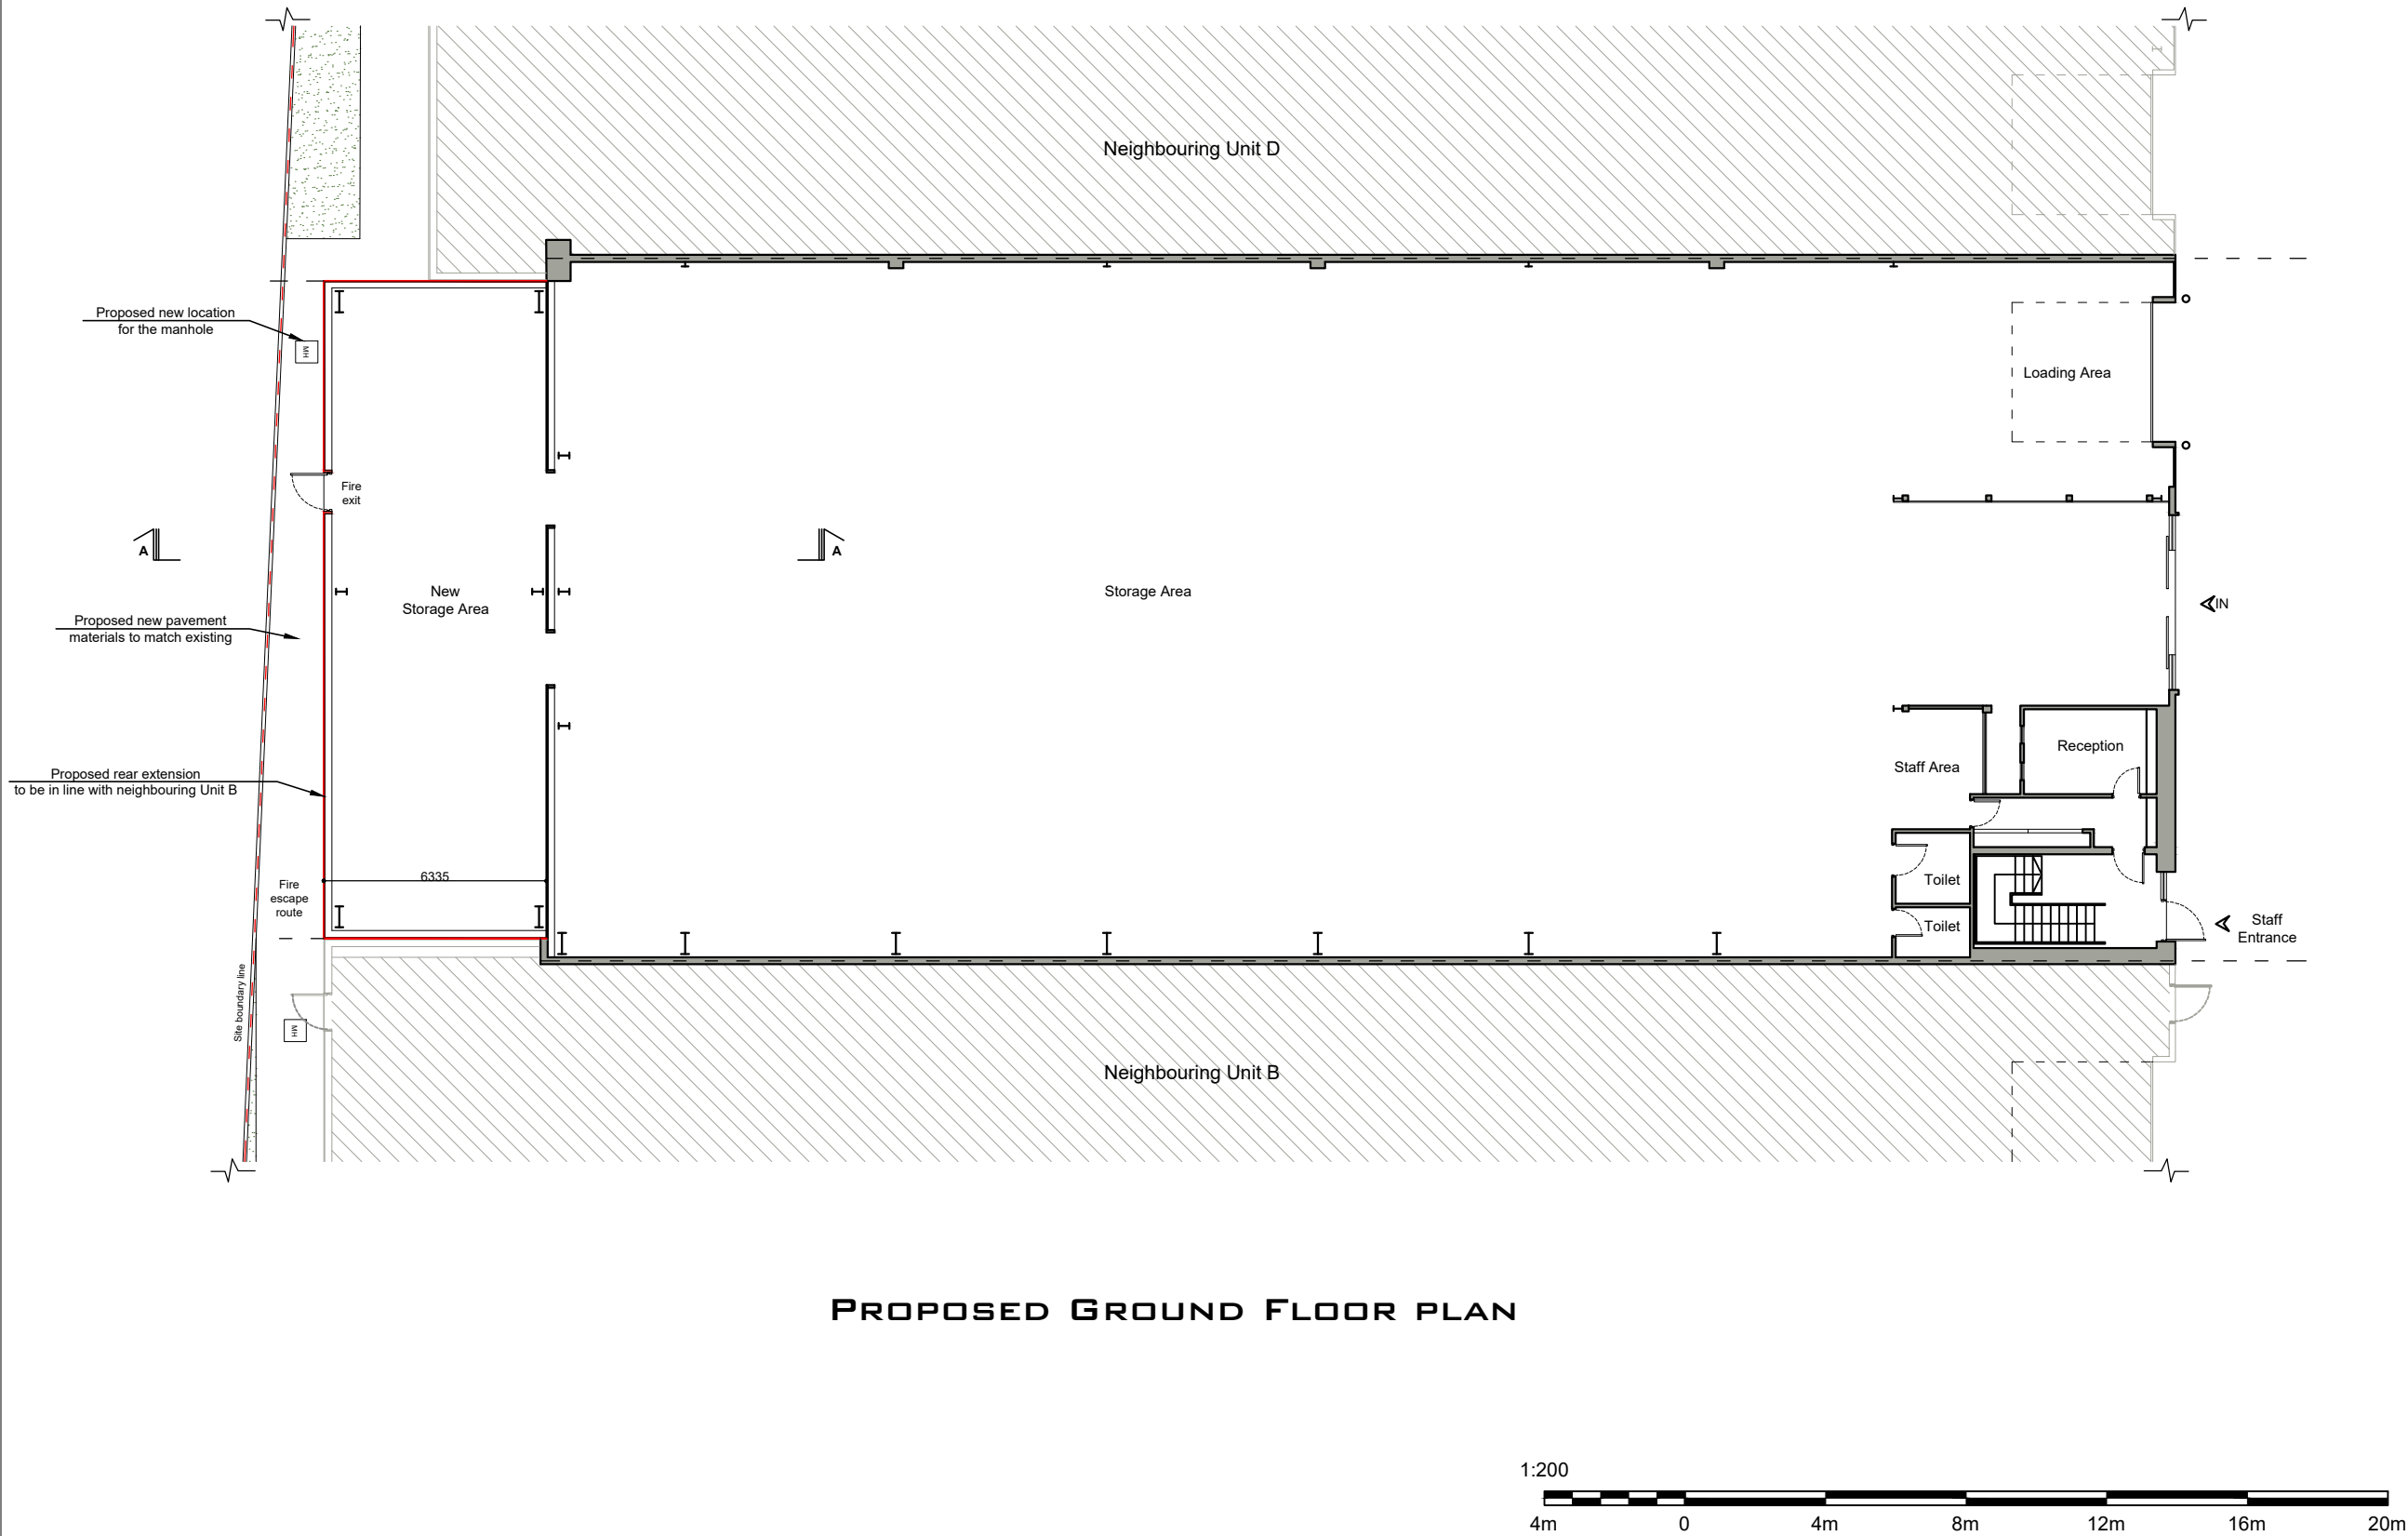 Neighbouring Unit D
Proposed new location
for the manhole
MH
Loading Area
Fire
exit
A
A
New
Storage Area
Storage Area
IN
Proposed new pavement
materials to match existing
Reception
Staff Area
Proposed rear extension
to be in line with neighbouring Unit B
6335
Fire
escape
route
Toilet
Toilet
Staff
Entrance
Site boundary line
MH
Neighbouring Unit B
PROPOSED GROUND FLOOR PLAN
1:200
4m 0 4m 8m 12m 16m 20m